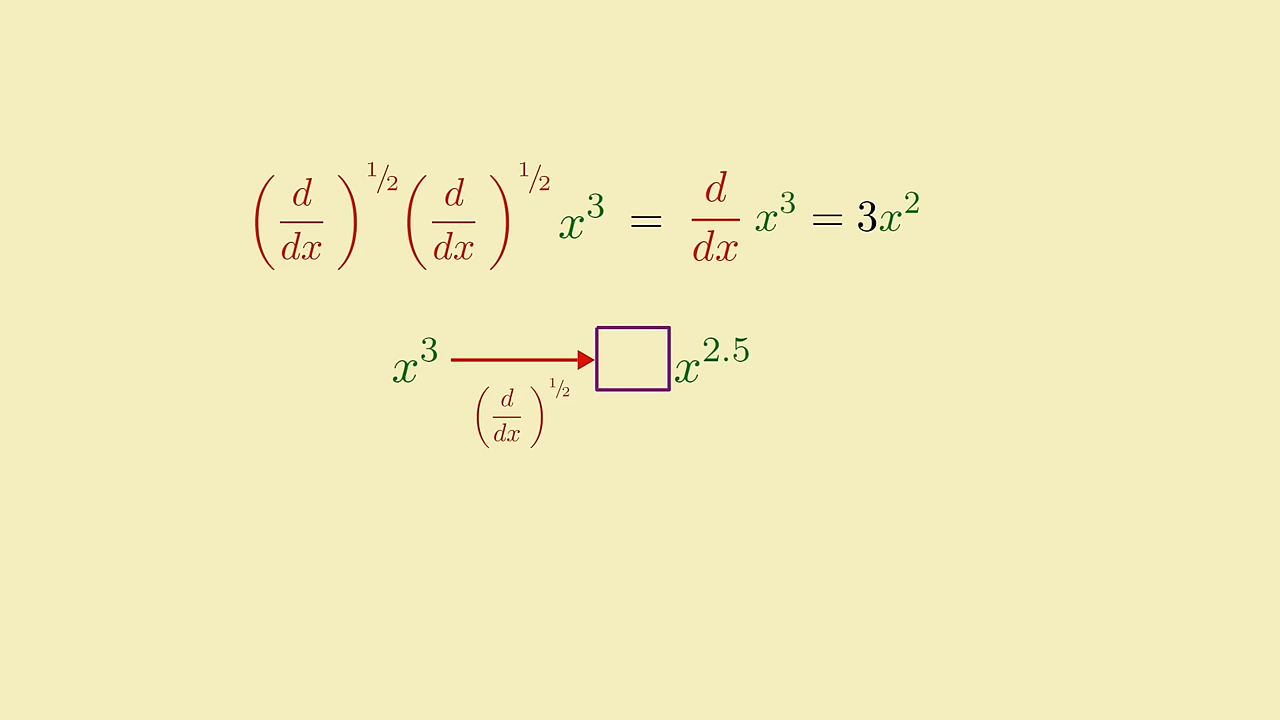 (d/dx)^{1/2} (d/dx)^{1/2} x^3 = d/dx x^3 = 3x^2
x^3 → □ x^{2.5}
(d/dx)^{1/2}